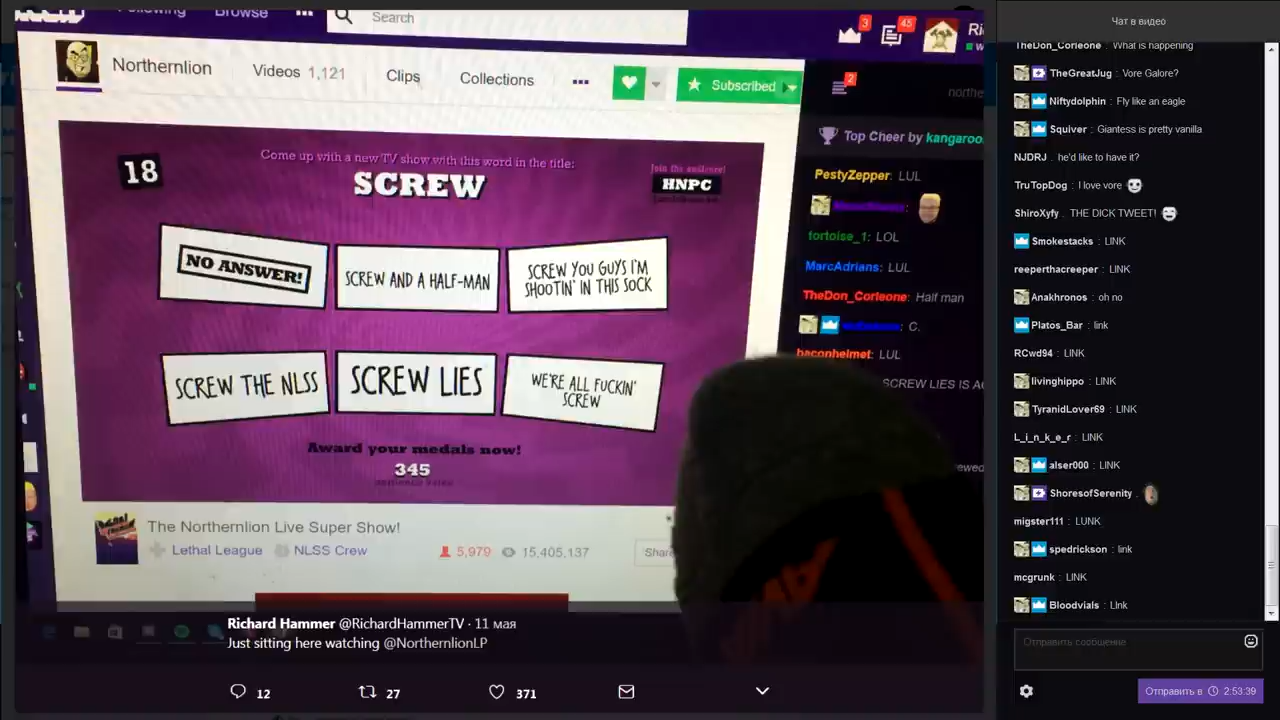 Following
Browse
Search
3
45
Northernlion
Videos 1,121
Clips
Collections
Subscribed
2
Top Cheer by kangaroo
18
Come up with a new TV show with this word in the title:
SCREW
Join the audience!
HNPC
NO ANSWER!
SCREW AND A HALF-MAN
SCREW YOU GUYS I'M
SHOOTIN' IN THIS SOCK
SCREW THE NLSS
SCREW LIES
WE'RE ALL FUCKIN'
SCREW
Award your medals now!
345
PestyZepper: LUL
tortoise_1: LOL
MarcAdrians: LUL
TheDon_Corleone: Half man
C.
baconhelmet: LUL
SCREW LIES IS
The Northernlion Live Super Show!
Lethal League
NLSS Crew
5,979
15,405,137
Share
Richard Hammer @RichardHammerTV · 11 мая
Just sitting here watching @NorthernlionLP
12
27
371
Чат в видео
TheDon_Corleone : What is happening
TheGreatJug : Vore Galore?
Niftydolphin : Fly like an eagle
Squiver : Giantess is pretty vanilla
NJDRJ : he'd like to have it?
TruTopDog : I love vore
ShiroXyfy : THE DICK TWEET!
Smokestacks : LINK
reeperthacreeper : LINK
Anakhronos : oh no
Platos_Bar : link
RCwd94 : LINK
livinghippo : LINK
TyranidLover69 : LINK
L_i_n_k_e_r : LINK
alser000 : LINK
ShoresofSerenity :
migster111 : LUNK
spedrickson : link
mcgrunk : LINK
Bloodvials : LInk
Отправить сообщение
Отправить в 2:53:39